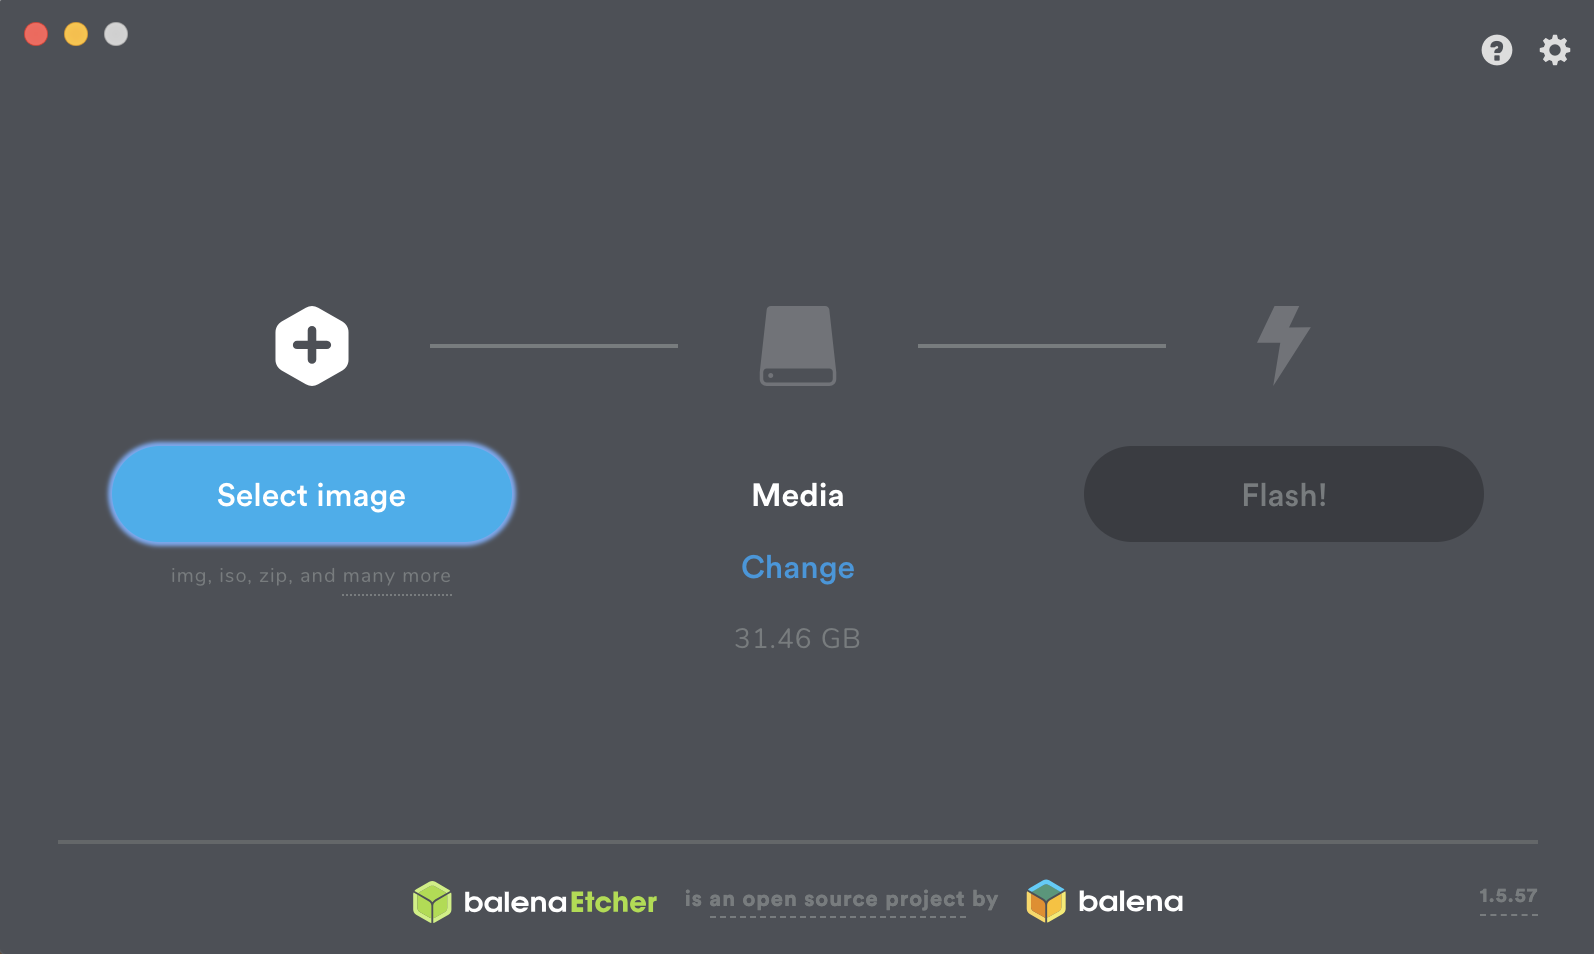 Select image
img, iso, zip, and many more
Media
Change
31.46 GB
Flash!
balenaEtcher is an open source project by balena
1.5.57